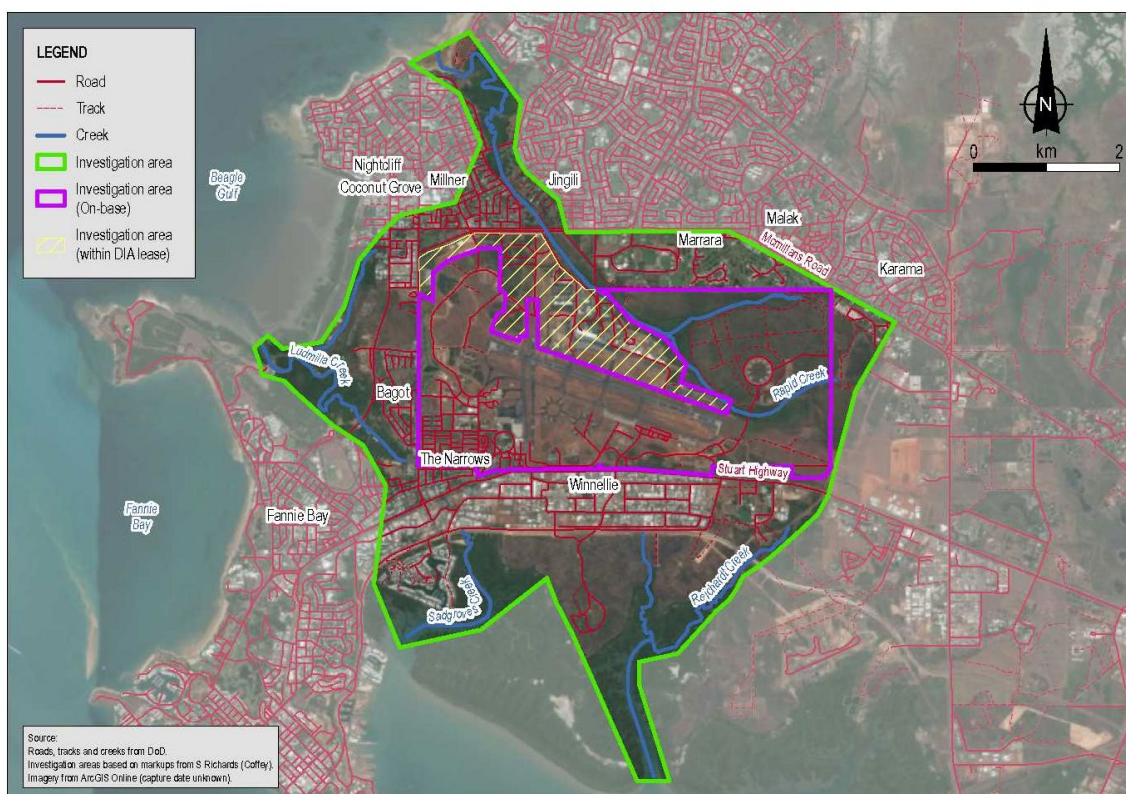 LEGEND
Road
Track
Creek
Investigation area
Investigation area
(On-base)
Investigation area
(within DIA lease)
N
0 km 2
Beagle
Gulf
Nightcliff
Coconut Grove
Millner
Jingili
Malak
Marrara
Mcmillans Road
Karama
Ludmilla Creek
Bagot
Rapid Creek
The Narrows
Stuart Highway
Winnellie
Fannie
Bay
Fannie Bay
Sadgroves
Creek
Reichardt Creek
Source:
Roads, tracks and creeks from DoD.
Investigation areas based on markups from S Richards (Coffey).
Imagery from ArcGIS Online (capture date unknown).